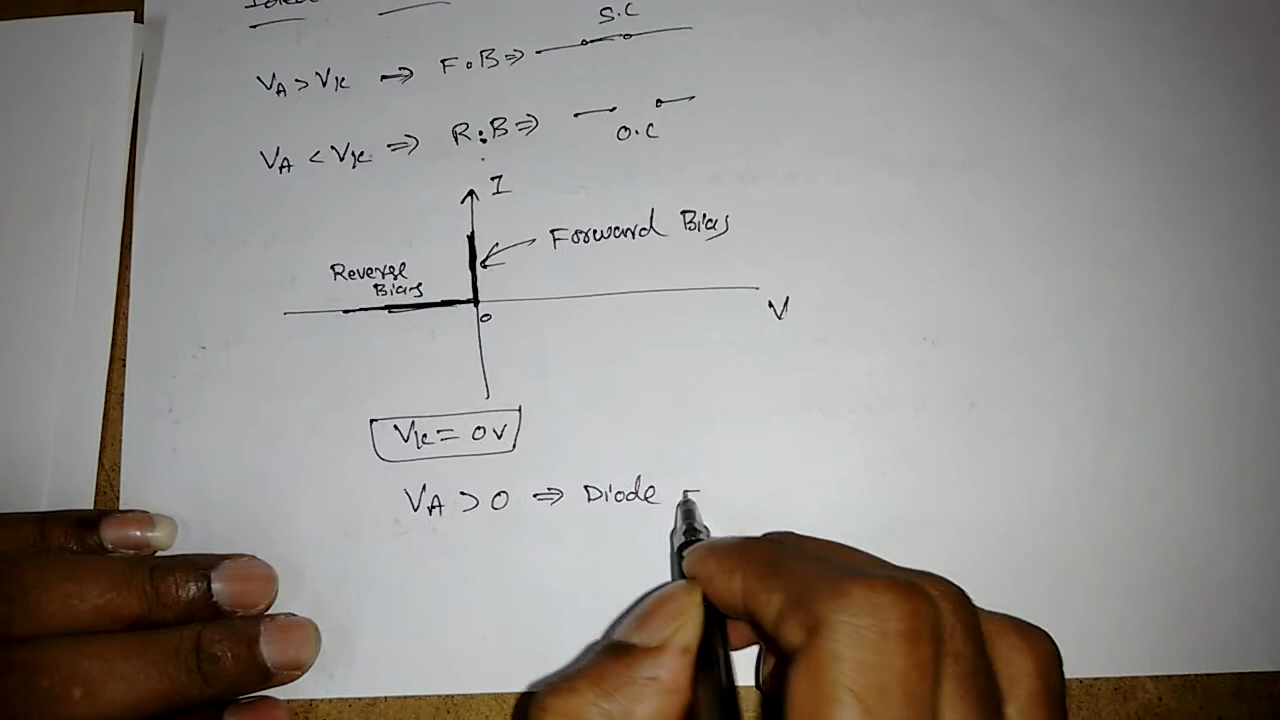 S.C
VA > VK → F.B ⇒
VA < VK ⇒ R.B ⇒
O.C
I
Forward Bias
Reverse
Bias
0
V
VK = 0V
VA > 0 ⇒ Diode